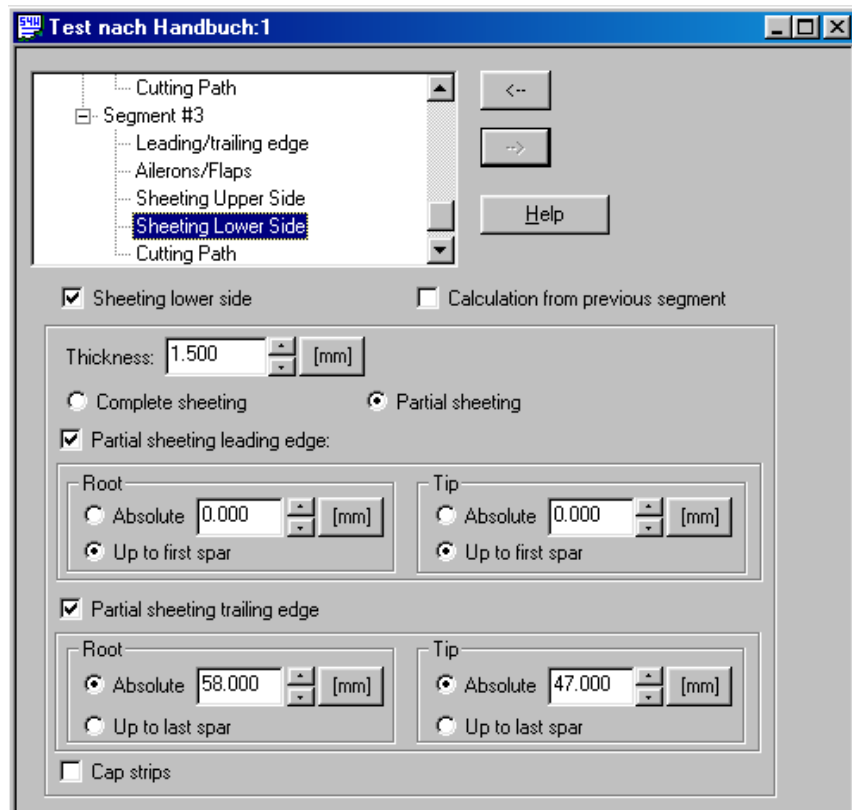 Test nach Handbuch:1
Cutting Path
Segment #3
Leading/trailing edge
Ailerons/Flaps
Sheeting Upper Side
Sheeting Lower Side
Cutting Path
<--
-->
Help
Sheeting lower side Calculation from previous segment
Thickness: 1.500 [mm]
Complete sheeting Partial sheeting
Partial sheeting leading edge:
Root Tip
Absolute 0.000 [mm] Absolute 0.000 [mm]
Up to first spar Up to first spar
Partial sheeting trailing edge
Root Tip
Absolute 58.000 [mm] Absolute 47.000 [mm]
Up to last spar Up to last spar
Cap strips